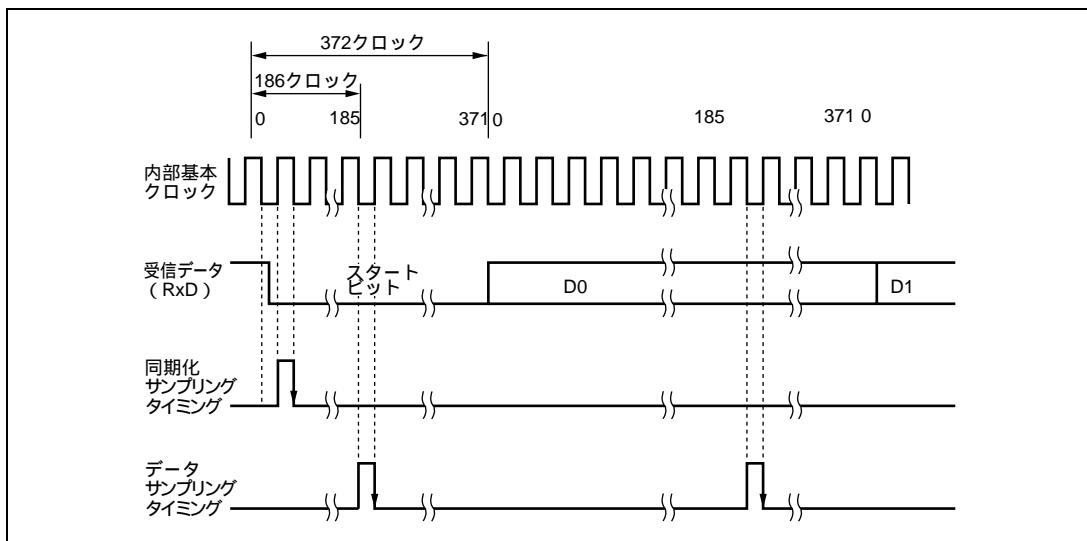 372クロック
186クロック
0 185 371 0 185 371 0
内部基本
クロック
受信データ
（RxD）
スタート
ビット
D0
D1
同期化
サンプリング
タイミング
データ
サンプリング
タイミング